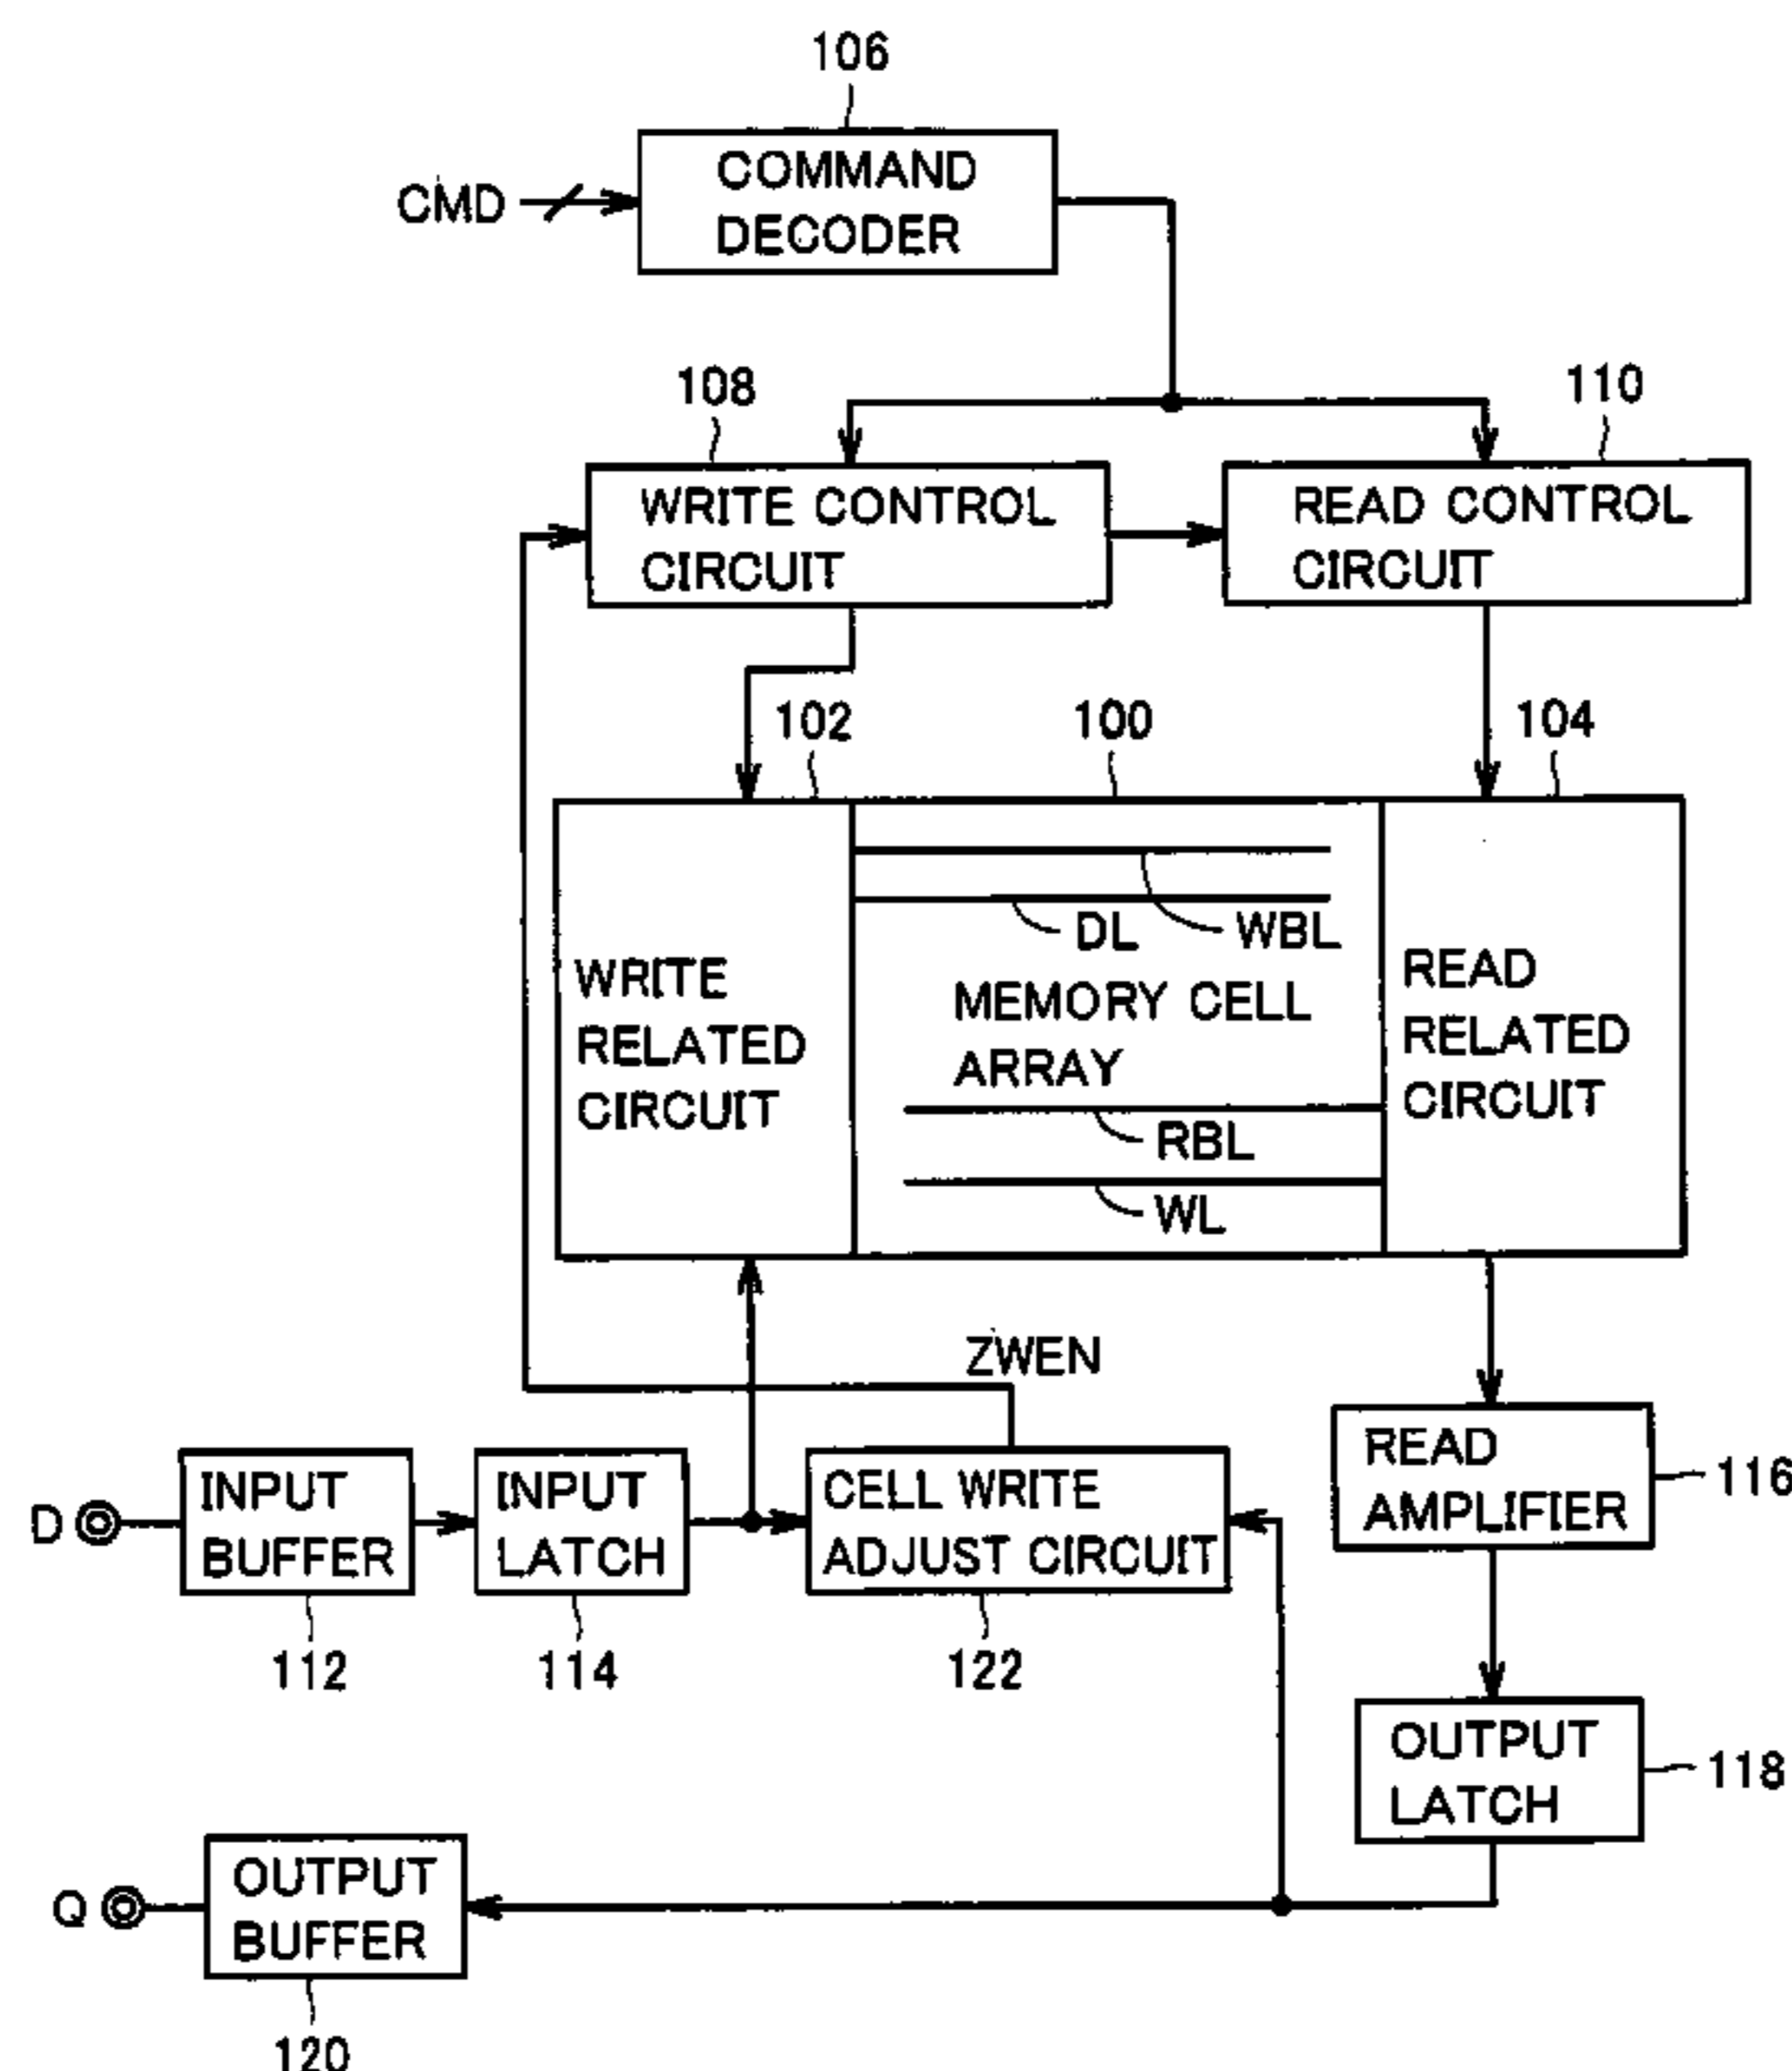 106
COMMAND
DECODER
CMD
108
110
WRITE CONTROL
CIRCUIT
READ CONTROL
CIRCUIT
102
100
104
WRITE
RELATED
CIRCUIT
DL
WBL
MEMORY CELL
ARRAY
RBL
WL
READ
RELATED
CIRCUIT
ZWEN
D
INPUT
BUFFER
112
INPUT
LATCH
114
CELL WRITE
ADJUST CIRCUIT
122
READ
AMPLIFIER
116
OUTPUT
LATCH
118
Q
OUTPUT
BUFFER
120